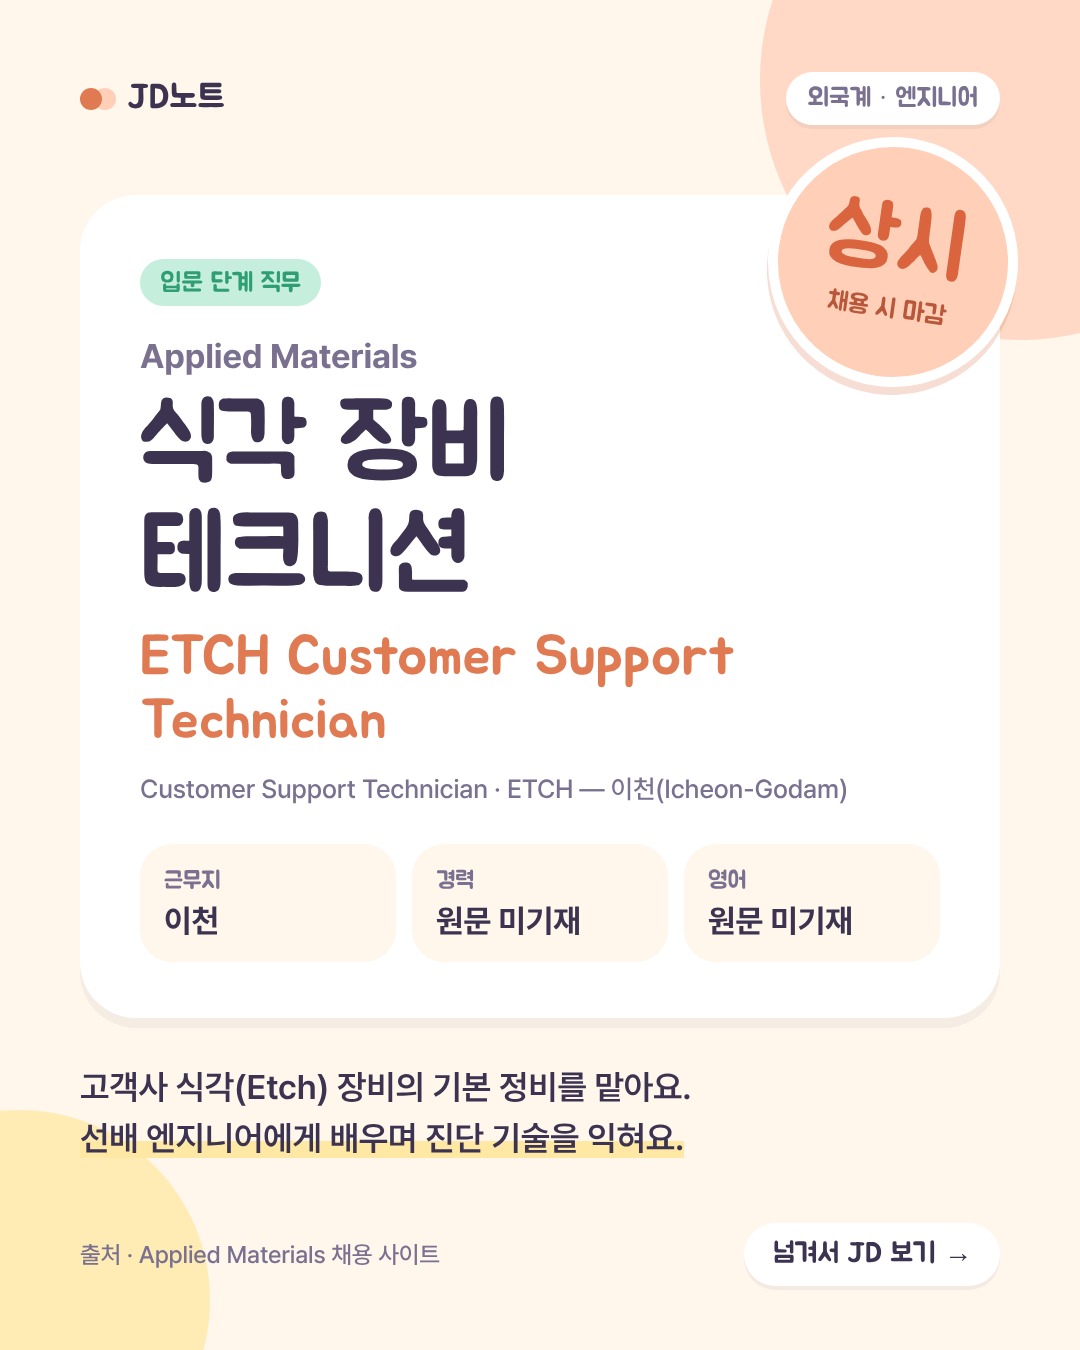 JD노트
외국계 · 엔지니어
상시
채용 시 마감
입문 단계 직무
Applied Materials
식각 장비
테크니션
ETCH Customer Support
Technician
Customer Support Technician · ETCH — 이천(Icheon-Godam)
근무지
이천
경력
원문 미기재
영어
원문 미기재
고객사 식각(Etch) 장비의 기본 정비를 맡아요.
선배 엔지니어에게 배우며 진단 기술을 익혀요.
출처 · Applied Materials 채용 사이트
넘겨서 JD 보기 →